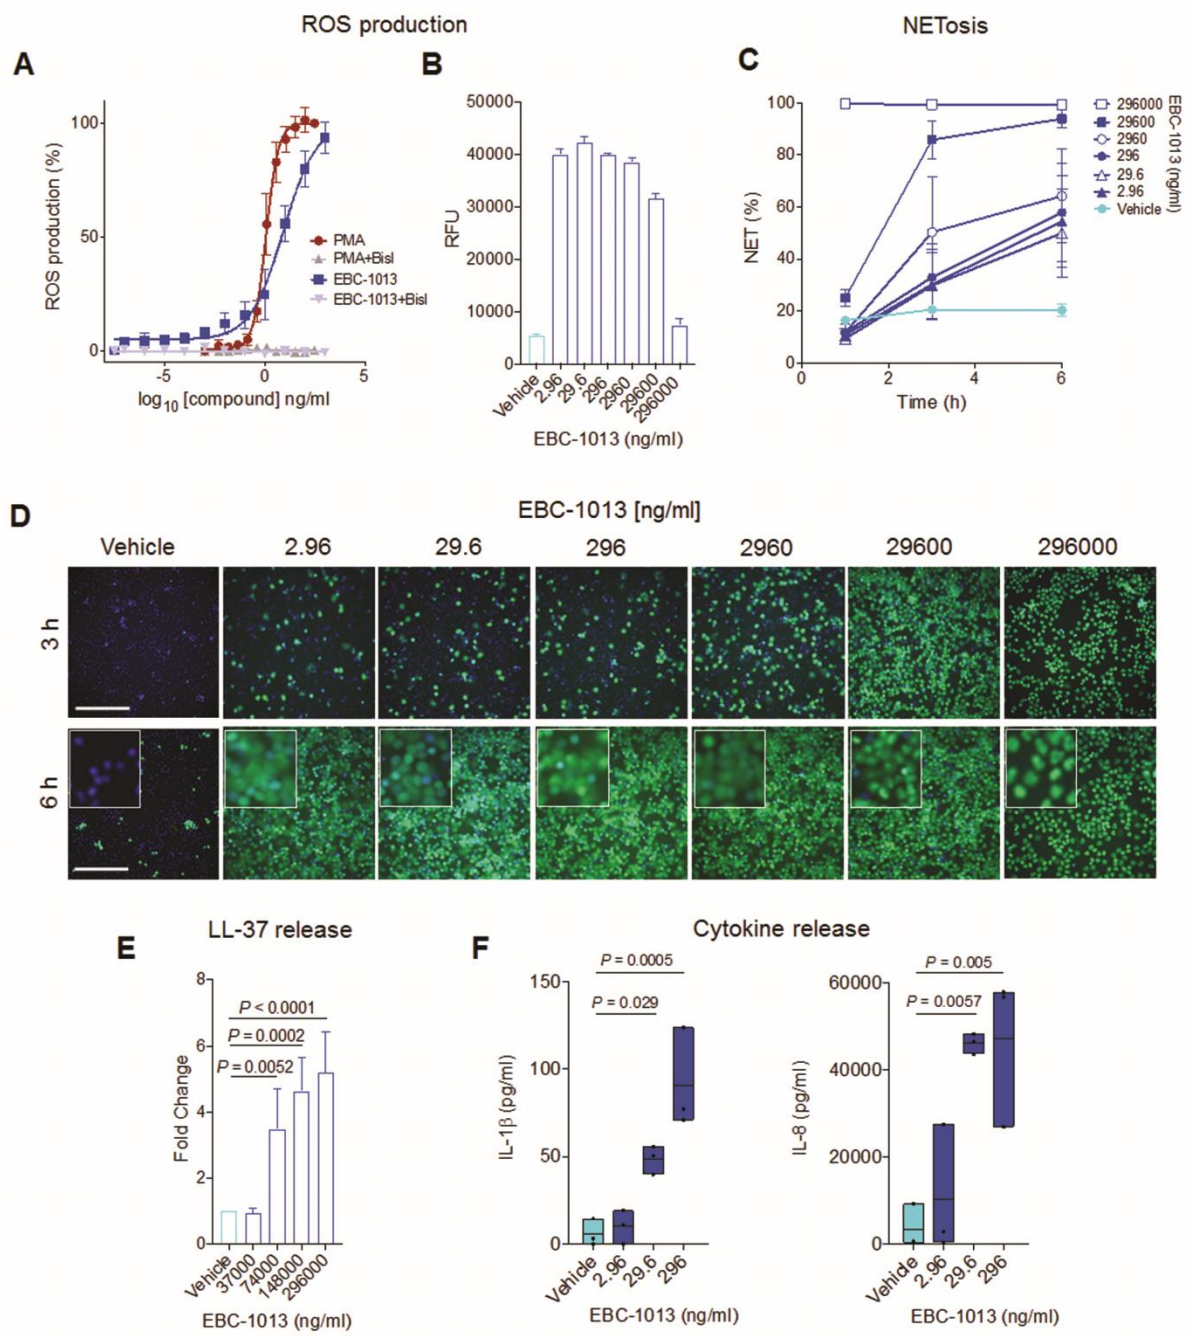 ROS production
NETosis
A
B
C
ROS production (%)
100
50
0
-5
0
5
log10 [compound] ng/ml
PMA
PMA+BisI
EBC-1013
EBC-1013+BisI
RFU
50000
40000
30000
20000
10000
0
Vehicle
2.96
29.6
296
2960
29600
296000
EBC-1013 (ng/ml)
NET (%)
100
80
60
40
20
0
0
2
4
6
Time (h)
296000
29600
2960
296
29.6
2.96
Vehicle
EBC-1013 (ng/ml)
D
EBC-1013 [ng/ml]
Vehicle
2.96
29.6
296
2960
29600
296000
3 h
6 h
E
LL-37 release
F
Cytokine release
Fold Change
8
6
4
2
0
P < 0.0001
P = 0.0002
P = 0.0052
Vehicle
37000
74000
148000
296000
EBC-1013 (ng/ml)
IL-1β (pg/ml)
150
100
50
0
P = 0.0005
P = 0.029
Vehicle
2.96
29.6
296
EBC-1013 (ng/ml)
IL-8 (pg/ml)
60000
40000
20000
0
P = 0.005
P = 0.0057
Vehicle
2.96
29.6
296
EBC-1013 (ng/ml)